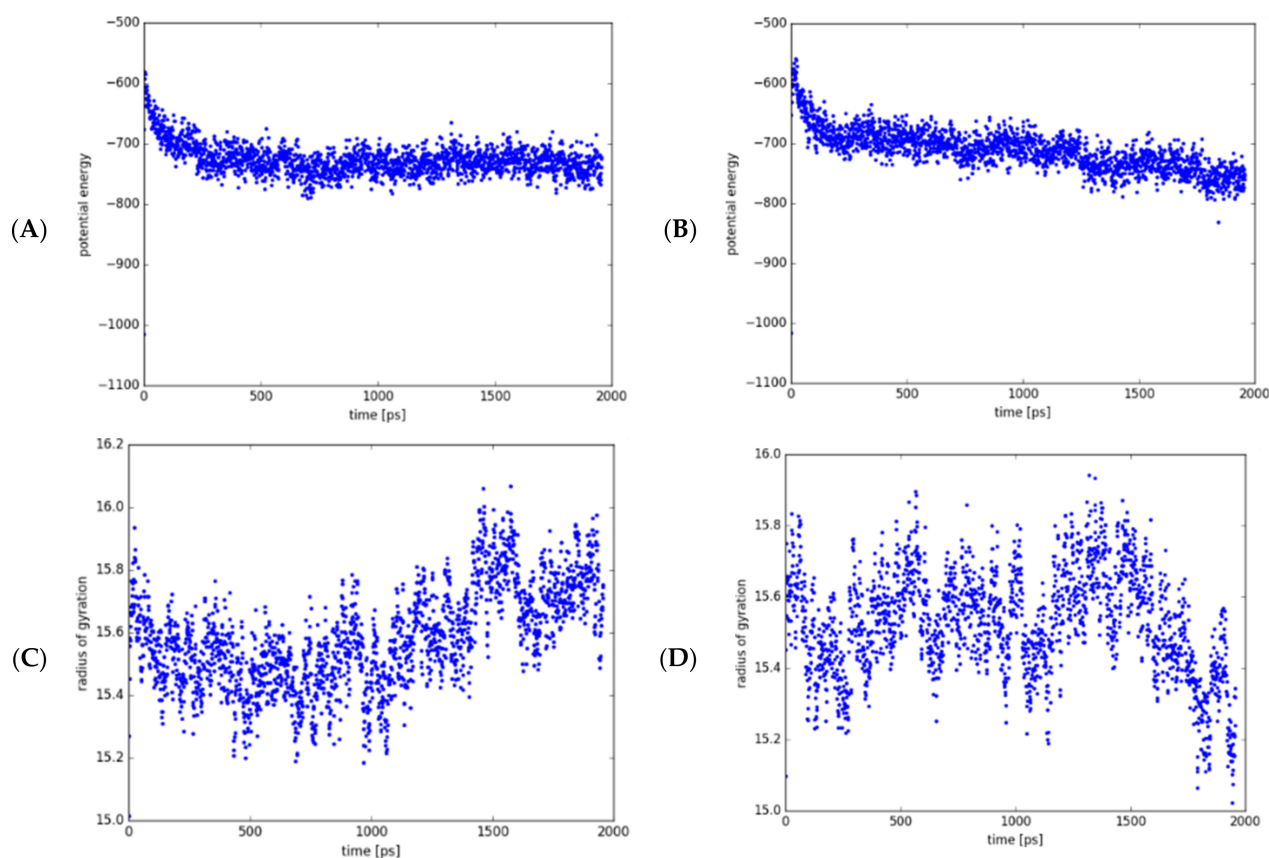 (A)
potential energy
−500
−600
−700
−800
−900
−1000
−1100
0 500 1000 1500 2000
time [ps]
(B)
potential energy
−500
−600
−700
−800
−900
−1000
−1100
0 500 1000 1500 2000
time [ps]
(C)
radius of gyration
16.2
16.0
15.8
15.6
15.4
15.2
15.0
0 500 1000 1500 2000
time [ps]
(D)
radius of gyration
16.0
15.8
15.6
15.4
15.2
15.0
0 500 1000 1500 2000
time [ps]